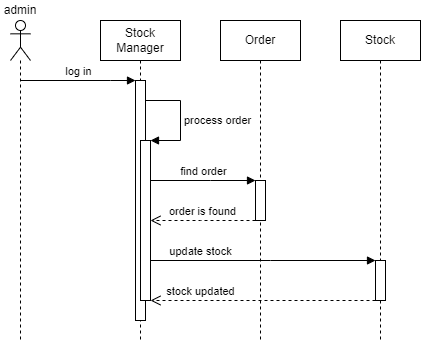 admin
Stock
Manager
Order
Stock
log in
process order
find order
order is found
update stock
stock updated